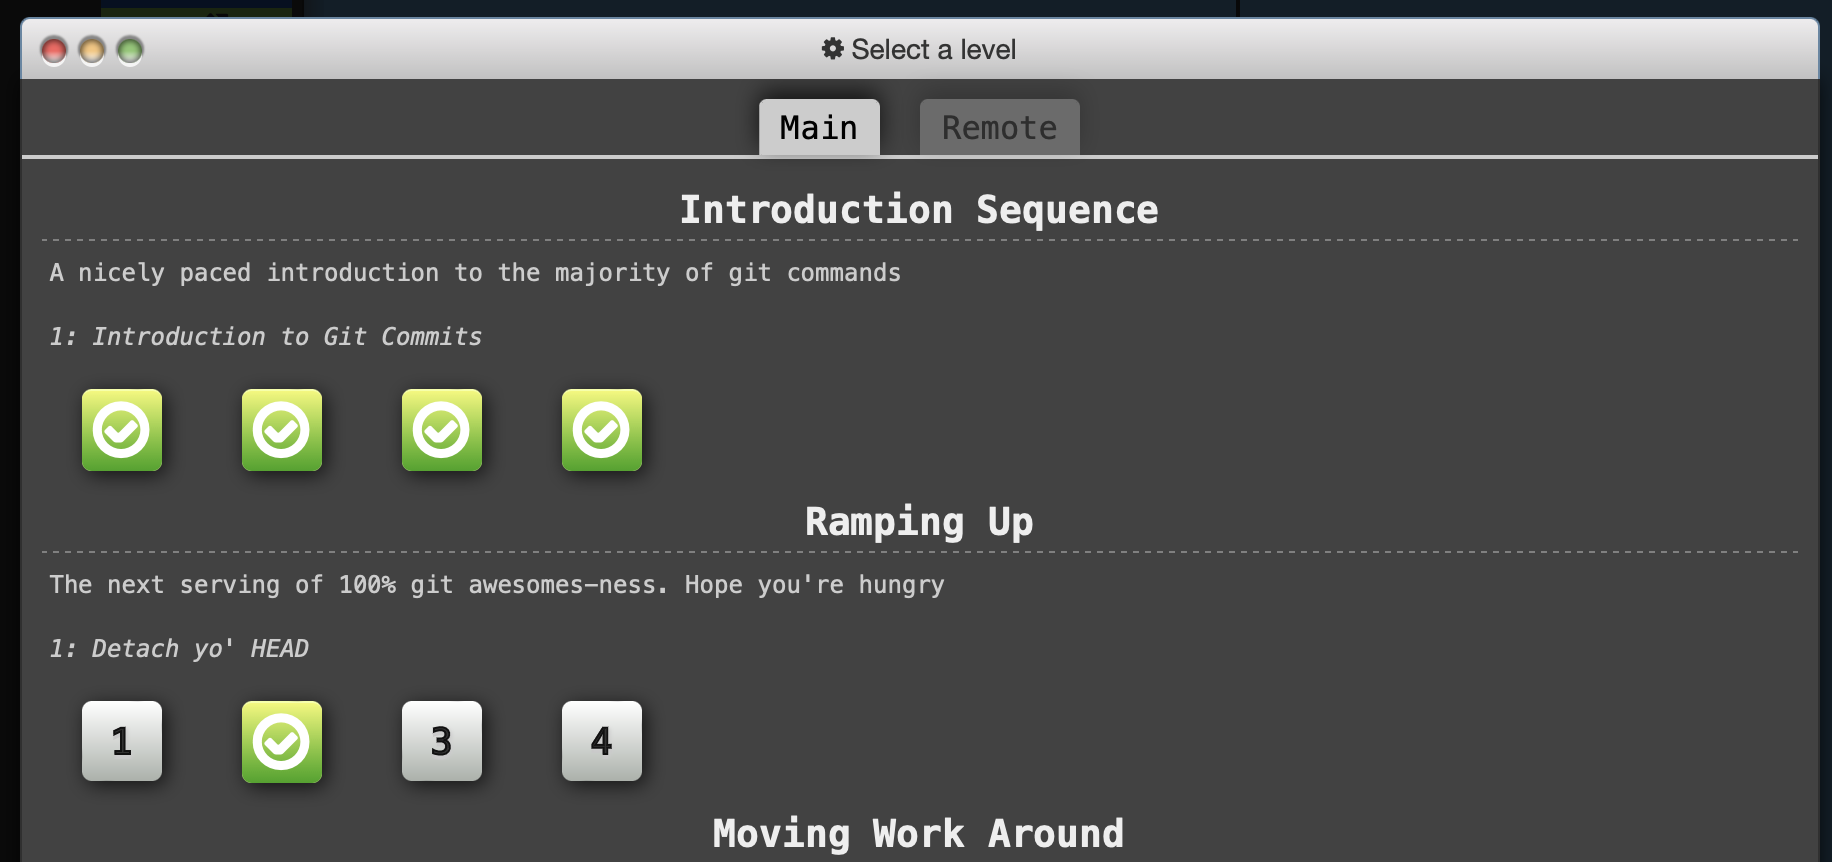 Select a level
Main Remote
Introduction Sequence
A nicely paced introduction to the majority of git commands
1: Introduction to Git Commits
Ramping Up
The next serving of 100% git awesomes-ness. Hope you're hungry
1: Detach yo' HEAD
1 3 4
Moving Work Around